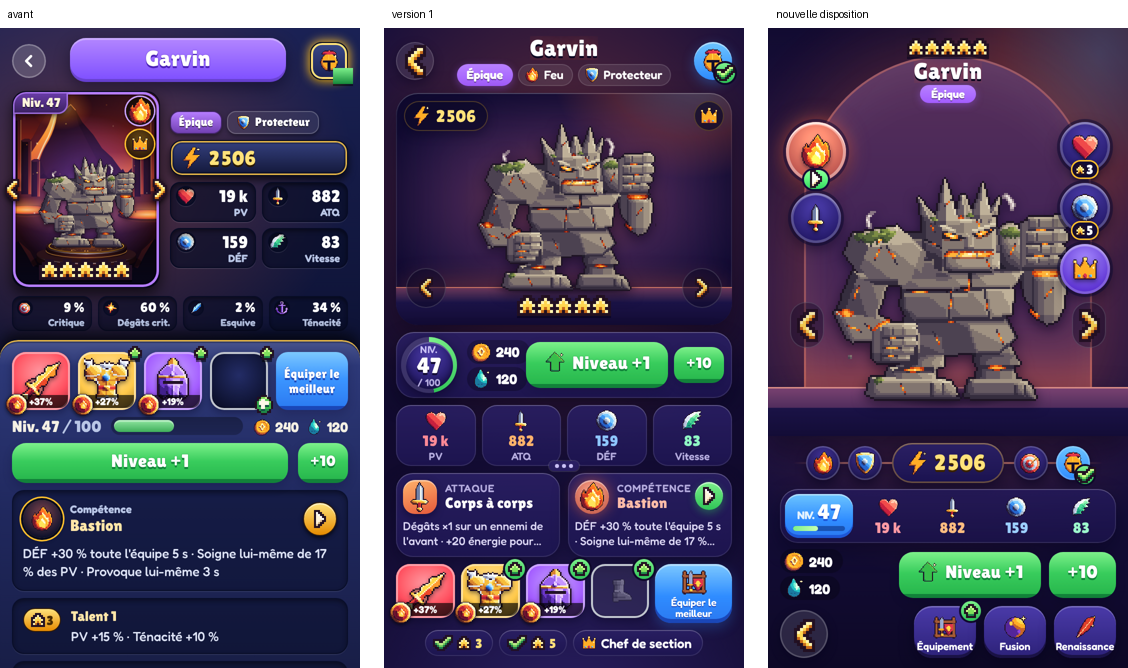 avant
Garvin
Niv. 47
Épique
Protecteur
2506
19 k
PV
882
ATQ
159
DÉF
83
Vitesse
9 %
Critique
60 %
Dégâts crit.
2 %
Esquive
34 %
Ténacité
+37%
+27%
+19%
Équiper le
meilleur
Niv. 47 / 100
240
120
Niveau +1
+10
Compétence
Bastion
DÉF +30 % toute l'équipe 5 s · Soigne lui-même de 17
% des PV · Provoque lui-même 3 s
3
Talent 1
PV +15 % · Ténacité +10 %
version 1
Garvin
Épique
Feu
Protecteur
2506
NIV.
47
/ 100
240
120
Niveau +1
+10
19 k
PV
882
ATQ
159
DÉF
83
Vitesse
ATTAQUE
Corps à corps
Dégâts ×1 sur un ennemi de
l'avant · +20 énergie pour...
COMPÉTENCE
Bastion
DÉF +30 % toute l'équipe 5 s
· Soigne lui-même de 17 %...
+37%
+27%
+19%
Équiper le
meilleur
3
5
Chef de section
nouvelle disposition
Garvin
Épique
3
5
2506
NIV. 47
19 k
882
159
83
240
120
Niveau +1
+10
Équipement
Fusion
Renaissance